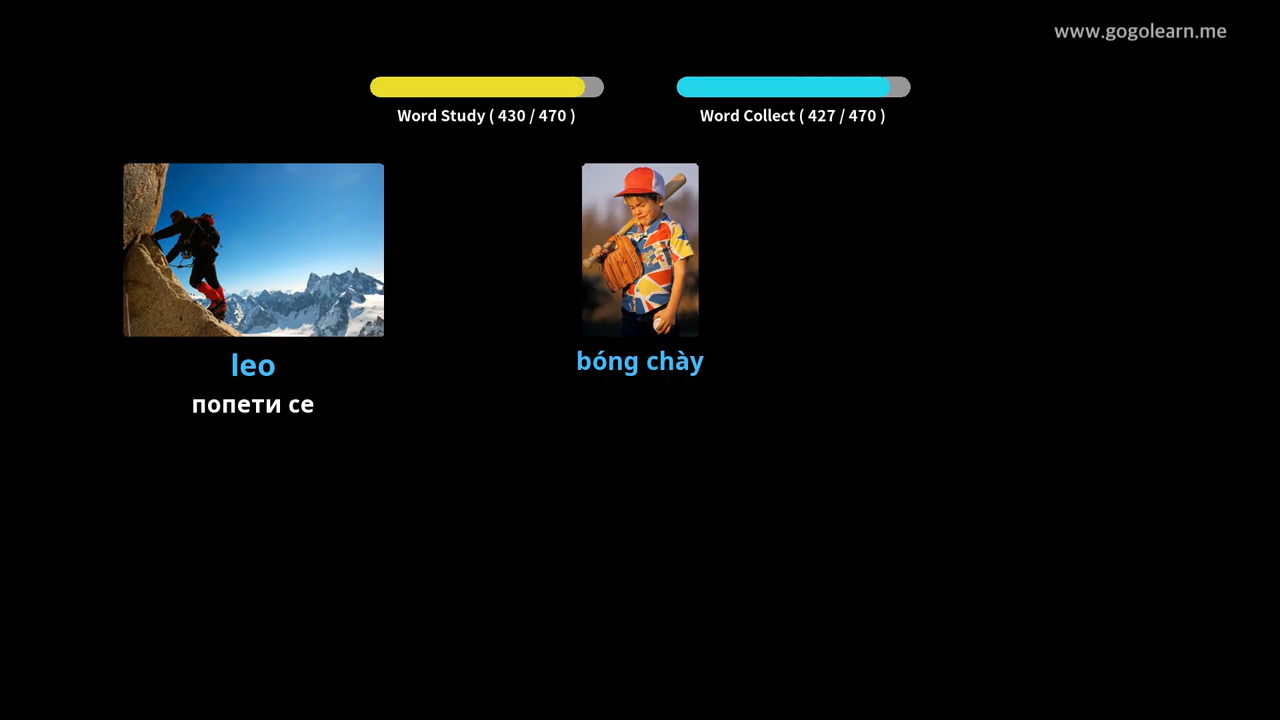 www.gogolearn.me
Word Study ( 430 / 470 )
Word Collect ( 427 / 470 )
leo
попети се
bóng chày